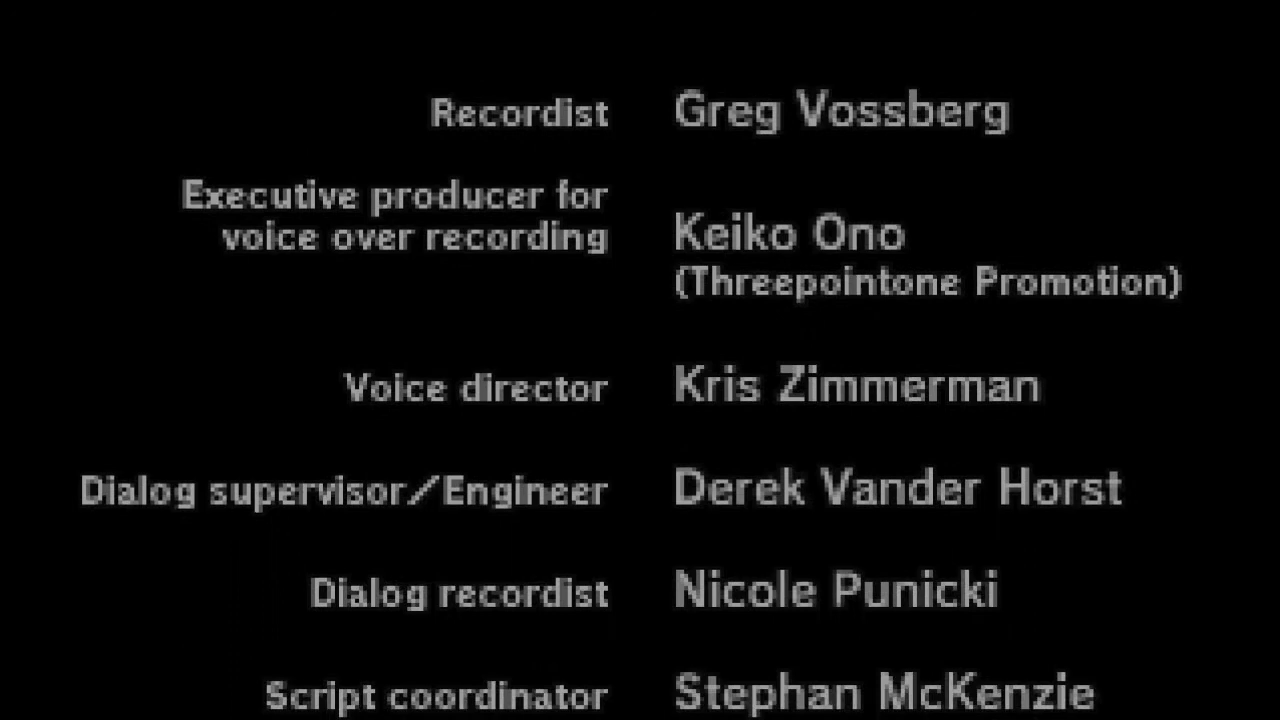 Recordist Greg Vossberg
Executive producer for
voice over recording Keiko Ono
(Threepointone Promotion)
Voice director Kris Zimmerman
Dialog supervisor/Engineer Derek Vander Horst
Dialog recordist Nicole Punicki
Script coordinator Stephan McKenzie